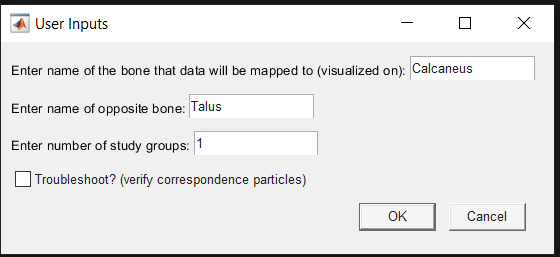 User Inputs
Enter name of the bone that data will be mapped to (visualized on): Calcaneus
Enter name of opposite bone: Talus
Enter number of study groups: 1
Troubleshoot? (verify correspondence particles)
OK Cancel